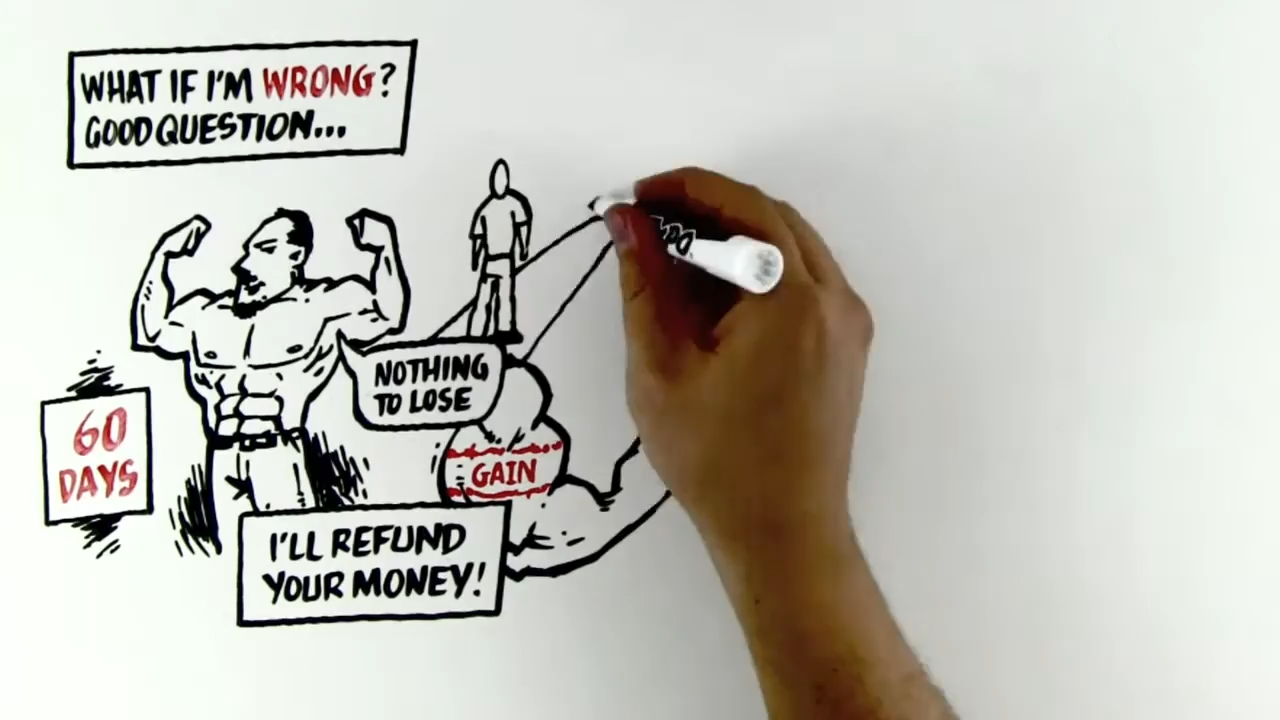 WHAT IF I'M WRONG?
GOOD QUESTION...
NOTHING
TO LOSE
60
DAYS
GAIN
I'LL REFUND
YOUR MONEY!